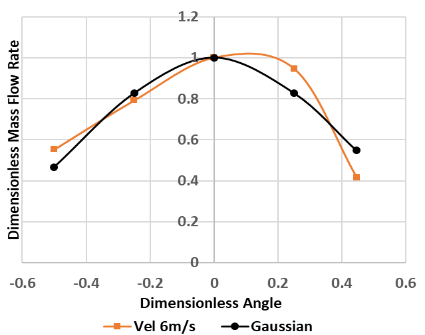 1.2
1
0.8
0.6
0.4
0.2
0
-0.6 -0.4 -0.2 0 0.2 0.4 0.6
Dimensionless Mass Flow Rate
Dimensionless Angle
Vel 6m/s Gaussian